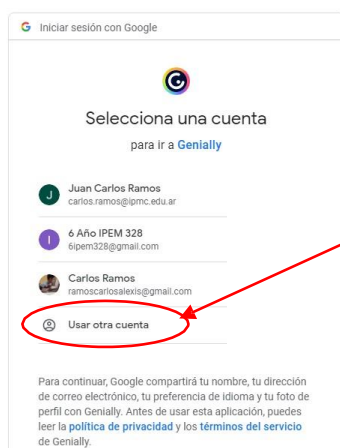 Iniciar sesión con Google
Selecciona una cuenta
para ir a Genially
J
Juan Carlos Ramos
carlos.ramos@ipmc.edu.ar
I
6 Año IPEM 328
6ipem328@gmail.com
Carlos Ramos
ramoscarlosalexis@gmail.com
Usar otra cuenta
Para continuar, Google compartirá tu nombre, tu dirección
de correo electrónico, tu preferencia de idioma y tu foto de
perfil con Genially. Antes de usar esta aplicación, puedes
leer la política de privacidad y los términos del servicio
de Genially.